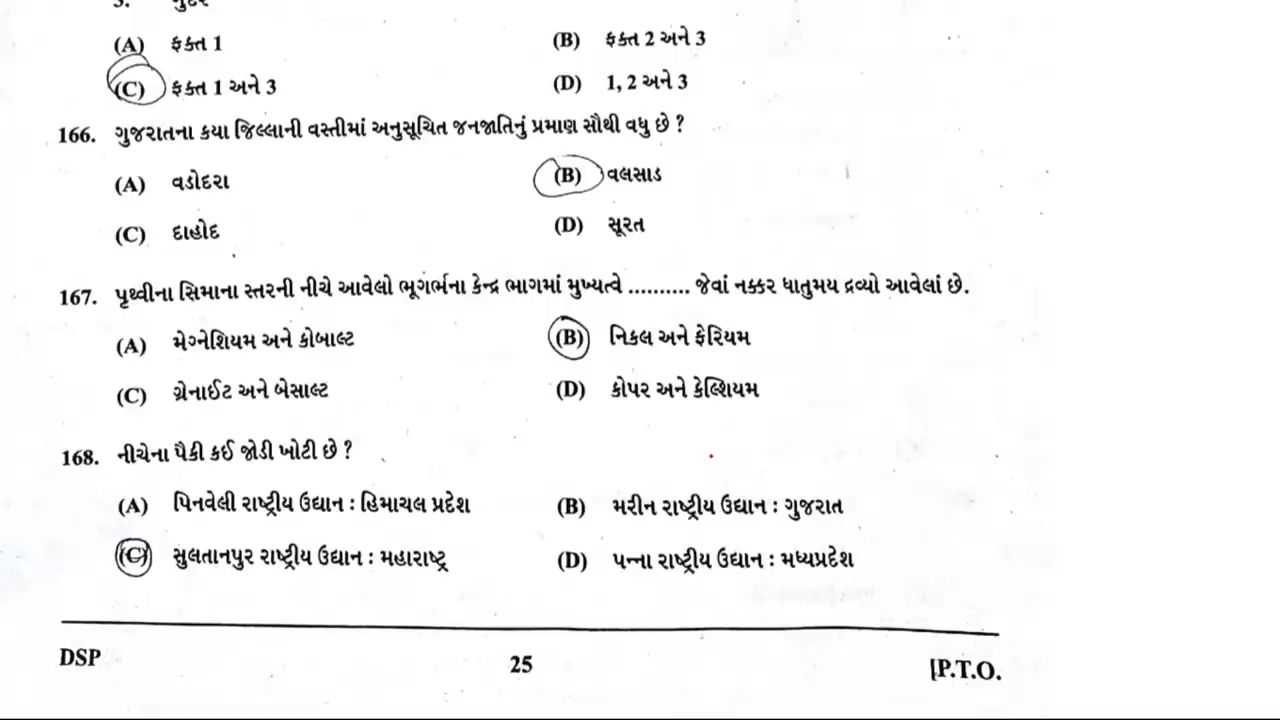 3. ગુંદર
(A) ફક્ત 1 (B) ફક્ત 2 અને 3
(C) ફક્ત 1 અને 3 (D) 1, 2 અને 3
166. ગુજરાતના કયા જિલ્લાની વસ્તીમાં અનુસૂચિત જનજાતિનું પ્રમાણ સૌથી વધુ છે ?
(A) વડોદરા (B) વલસાડ
(C) દાહોદ (D) સૂરત
167. પૃથ્વીના સિમાના સ્તરની નીચે આવેલો ભૂગર્ભના કેન્દ્ર ભાગમાં મુખ્યત્વે .......... જેવાં નક્કર ધાતુમય દ્રવ્યો આવેલાં છે.
(A) મેગ્નેશિયમ અને કોબાલ્ટ (B) નિકલ અને ફેરિયમ
(C) ગ્રેનાઈટ અને બેસાલ્ટ (D) કોપર અને કેલ્શિયમ
168. નીચેના પૈકી કઈ જોડી ખોટી છે ?
(A) પિનવેલી રાષ્ટ્રીય ઉદ્યાન : હિમાચલ પ્રદેશ (B) મરીન રાષ્ટ્રીય ઉદ્યાન : ગુજરાત
(C) સુલતાનપુર રાષ્ટ્રીય ઉદ્યાન : મહારાષ્ટ્ર (D) પન્ના રાષ્ટ્રીય ઉદ્યાન : મધ્યપ્રદેશ
DSP 25 [P.T.O.